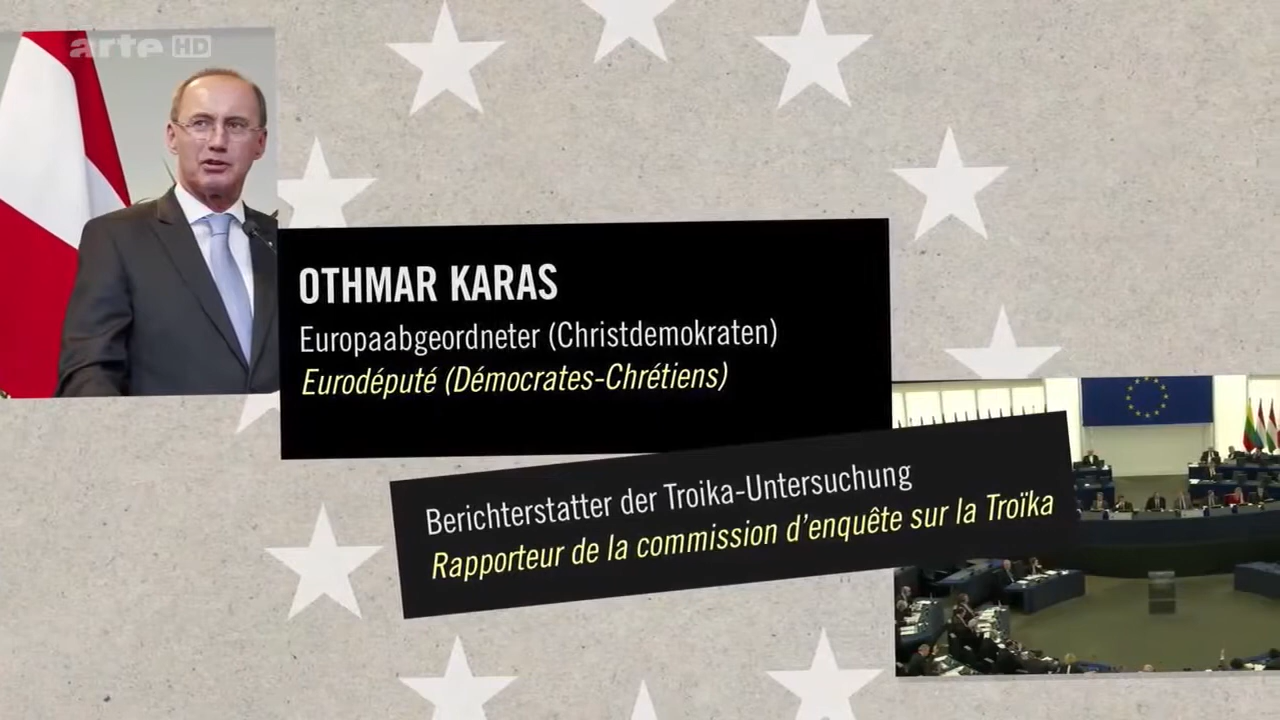 arte HD
OTHMAR KARAS
Europaabgeordneter (Christdemokraten)
Eurodéputé (Démocrates-Chrétiens)
Berichterstatter der Troika-Untersuchung
Rapporteur de la commission d'enquête sur la Troïka